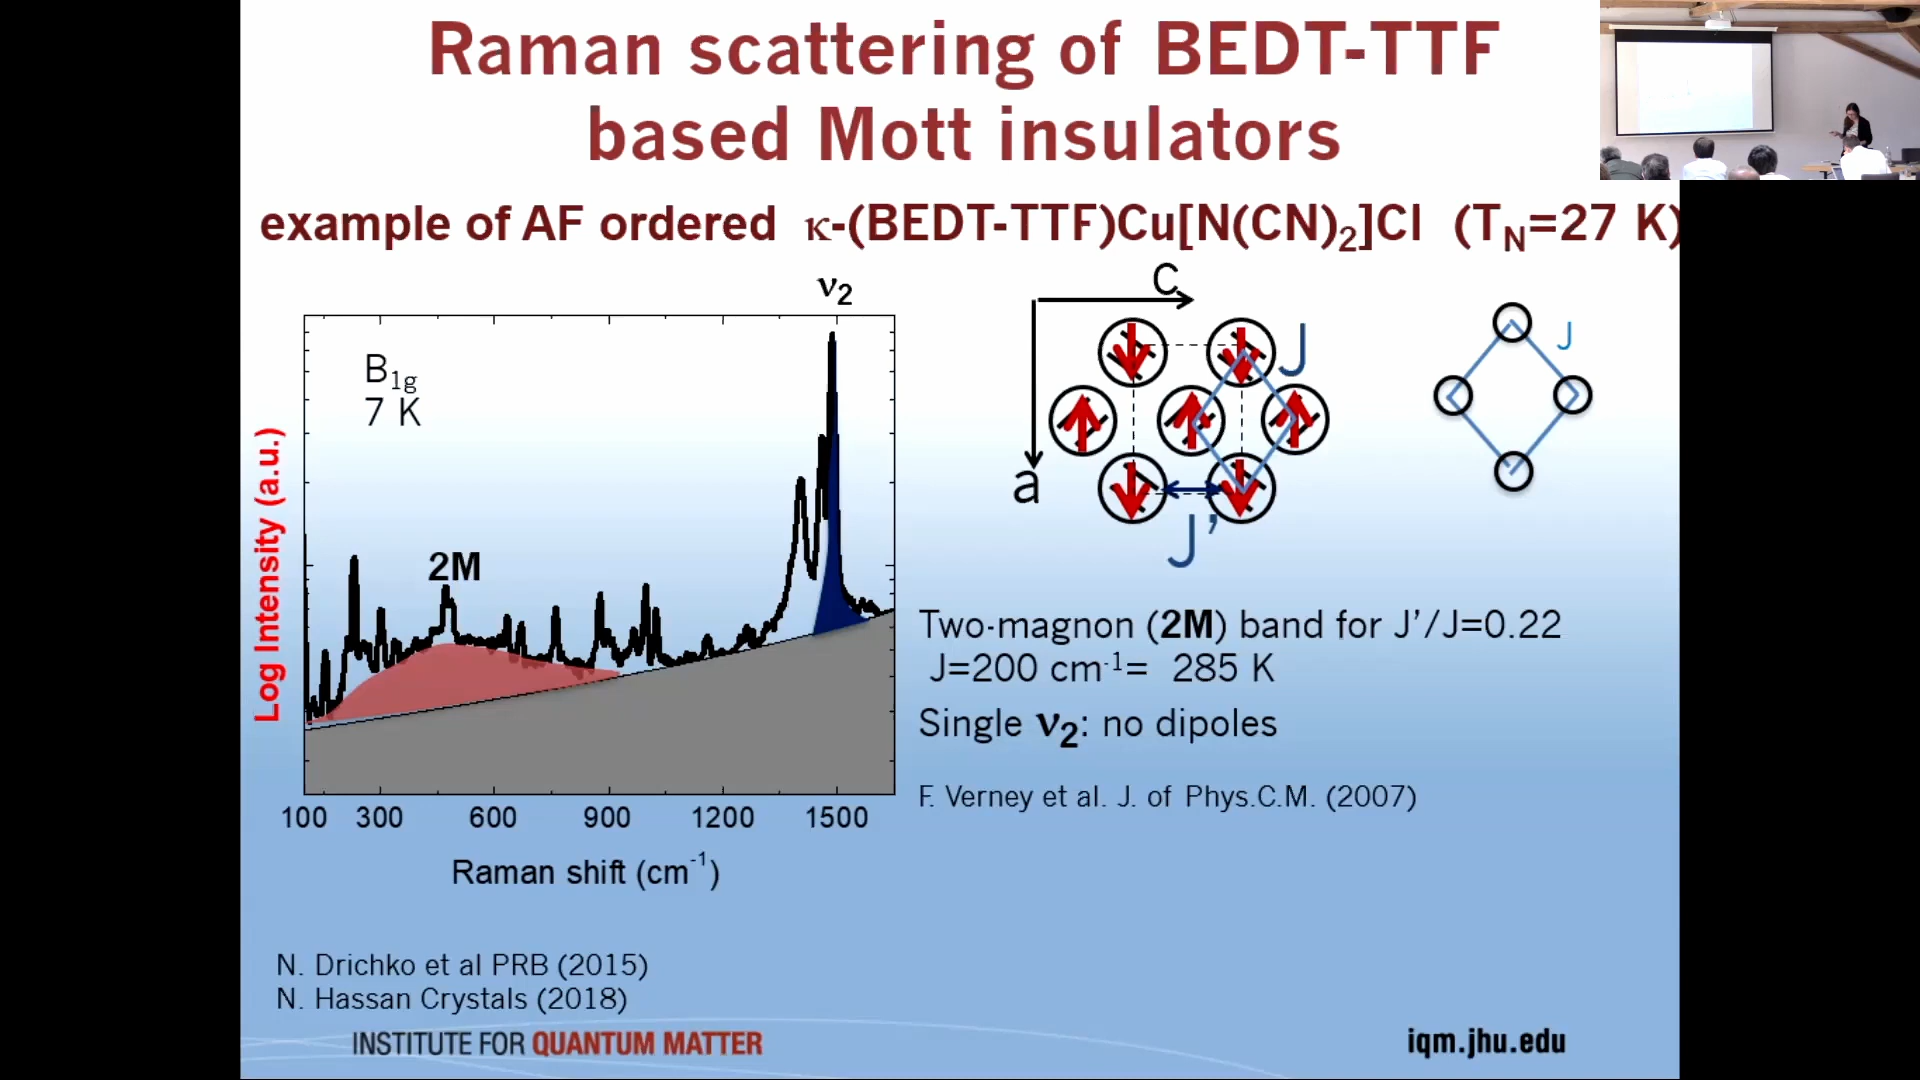 Raman scattering of BEDT-TTF
based Mott insulators
example of AF ordered κ-(BEDT-TTF)Cu[N(CN)₂]Cl (T_N=27 K)
ν₂
B₁g
7 K
2M
Log Intensity (a.u.)
100 300 600 900 1200 1500
Raman shift (cm⁻¹)
c
a
J
J’
J
Two-magnon (2M) band for J’/J=0.22
J=200 cm⁻¹= 285 K
Single ν₂: no dipoles
F. Verney et al. J. of Phys.C.M. (2007)
N. Drichko et al PRB (2015)
N. Hassan Crystals (2018)
INSTITUTE FOR QUANTUM MATTER
iqm.jhu.edu